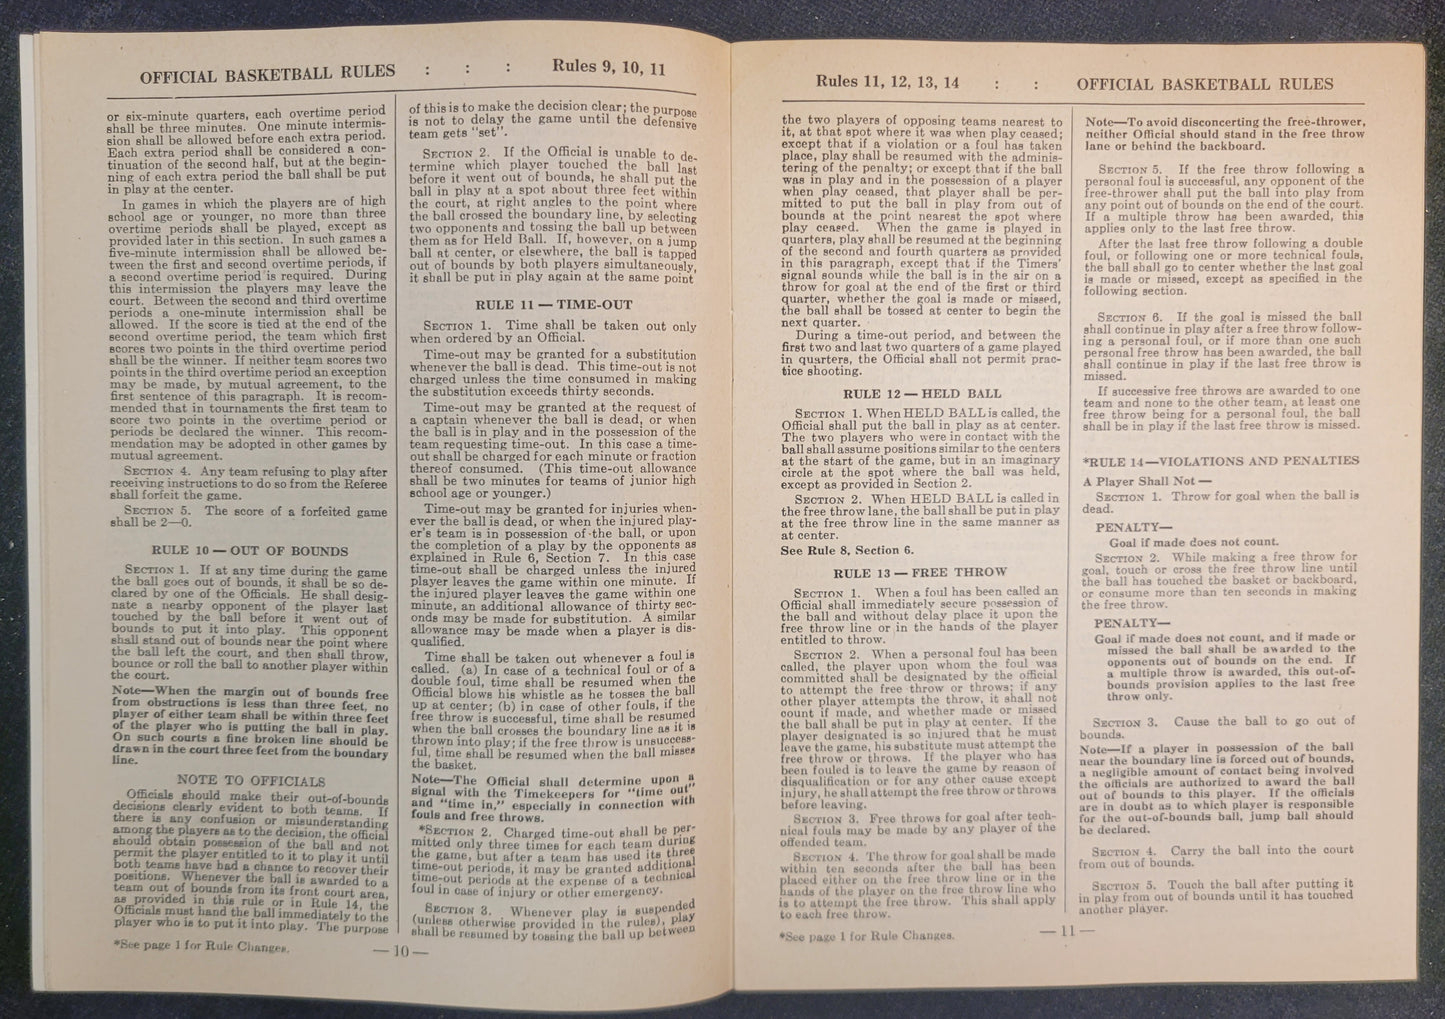 OFFICIAL BASKETBALL RULES : : : Rules 9, 10, 11
or six-minute quarters, each overtime period
shall be three minutes. One minute intermis-
sion shall be allowed before each extra period.
Each extra period shall be considered a con-
tinuation of the second half, but at the begin-
ning of each extra period the ball shall be put
in play at the center.
In games in which the players are of high
school age or younger, no more than three
overtime periods shall be played, except as
provided later in this section. In such games a
five-minute intermission shall be allowed be-
tween the first and second overtime periods, if
a second overtime period is required. During
this intermission the players may leave the
court. Between the second and third overtime
periods a one-minute intermission shall be
allowed. If the score is tied at the end of the
second overtime period, the team which first
scores two points in the third overtime period
shall be the winner. If neither team scores two
points in the third overtime period an exception
may be made, by mutual agreement, to the
first sentence of this paragraph. It is recom-
mended that in tournaments the first team to
score two points in the overtime period or
periods be declared the winner. This recom-
mendation may be adopted in other games by
mutual agreement.
SECTION 4. Any team refusing to play after
receiving instructions to do so from the Referee
shall forfeit the game.
SECTION 5. The score of a forfeited game
shall be 2—0.
RULE 10 — OUT OF BOUNDS
SECTION 1. If at any time during the game
the ball goes out of bounds, it shall be so de-
clared by one of the Officials. He shall desig-
nate a nearby opponent of the player last
touched by the ball before it went out of
bounds to put it into play. This opponent
shall stand out of bounds near the point where
the ball left the court, and then shall throw,
bounce or roll the ball to another player within
the court.
Note—When the margin out of bounds free
from obstructions is less than three feet, no
player of either team shall be within three feet
of the player who is putting the ball in play.
On such courts a fine broken line should be
drawn in the court three feet from the boundary
line.
NOTE TO OFFICIALS
Officials should make their out-of-bounds
decisions clearly evident to both teams. If
there is any confusion or misunderstanding
among the players as to the decision, the official
should obtain possession of the ball and not
permit the player entitled to it to play it until
both teams have had a chance to recover their
positions. Whenever the ball is awarded to a
team out of bounds from its front court area,
as provided in this rule or in Rule 14, the
Officials must hand the ball immediately to the
player who is to put it into play. The purpose
*See page 1 for Rule Changes.
of this is to make the decision clear; the purpose
is not to delay the game until the defensive
team gets "set".
SECTION 2. If the Official is unable to de-
termine which player touched the ball last
before it went out of bounds, he shall put the
ball in play at a spot about three feet within
the court, at right angles to the point where
the ball crossed the boundary line, by selecting
two opponents and tossing the ball up between
them as for Held Ball. If, however, on a jump
ball at center, or elsewhere, the ball is tapped
out of bounds by both players simultaneously,
it shall be put in play again at the same point
RULE 11 — TIME-OUT
SECTION 1. Time shall be taken out only
when ordered by an Official.
Time-out may be granted for a substitution
whenever the ball is dead. This time-out is not
charged unless the time consumed in making
the substitution exceeds thirty seconds.
Time-out may be granted at the request of
a captain whenever the ball is dead, or when
the ball is in play and in the possession of the
team requesting time-out. In this case a time-
out shall be charged for each minute or fraction
thereof consumed. (This time-out allowance
shall be two minutes for teams of junior high
school age or younger.)
Time-out may be granted for injuries when-
ever the ball is dead, or when the injured play-
er's team is in possession of the ball, or upon
the completion of a play by the opponents as
explained in Rule 6, Section 7. In this case
time-out shall be charged unless the injured
player leaves the game within one minute. If
the injured player leaves the game within one
minute, an additional allowance of thirty sec-
onds may be made for substitution. A similar
allowance may be made when a player is dis-
qualified.
Time shall be taken out whenever a foul is
called. (a) In case of a technical foul or of a
double foul, time shall be resumed when the
Official blows his whistle as he tosses the ball
up at center; (b) in case of other fouls, if the
free throw is successful, time shall be resumed
when the ball crosses the boundary line as it is
thrown into play; if the free throw is unsuccess-
ful, time shall be resumed when the ball misses
the basket.
Note—The Official shall determine upon a
signal with the Timekeepers for "time out"
and "time in," especially in connection with
fouls and free throws.
*SECTION 2. Charged time-out shall be per-
mitted only three times for each team during
the game, but after a team has used its three
time-out periods, it may be granted additional
time-out periods at the expense of a technical
foul in case of injury or other emergency.
SECTION 3. Whenever play is suspended
(unless otherwise provided in the rules), play
shall be resumed by tossing the ball up between
— 10 —
Rules 11, 12, 13, 14 : : OFFICIAL BASKETBALL RULES
the two players of opposing teams nearest to
it, at that spot where it was when play ceased;
except that if a violation or a foul has taken
place, play shall be resumed with the adminis-
tering of the penalty; or except that if the ball
was in play and in the possession of a player
when play ceased, that player shall be per-
mitted to put the ball in play from out of
bounds at the point nearest the spot where
play ceased. When the game is played in
quarters, play shall be resumed at the beginning
of the second and fourth quarters as provided
in this paragraph, except that if the Timers'
signal sounds while the ball is in the air on a
throw for goal at the end of the first or third
quarter, whether the goal is made or missed,
the ball shall be tossed at center to begin the
next quarter.
During a time-out period, and between the
first two and last two quarters of a game played
in quarters, the Official shall not permit prac-
tice shooting.
RULE 12 — HELD BALL
SECTION 1. When HELD BALL is called, the
Official shall put the ball in play as at center.
The two players who were in contact with the
ball shall assume positions similar to the centers
at the start of the game, but in an imaginary
circle at the spot where the ball was held,
except as provided in Section 2.
SECTION 2. When HELD BALL is called in
the free throw lane, the ball shall be put in play
at the free throw line in the same manner as
at center.
See Rule 8, Section 6.
RULE 13 — FREE THROW
SECTION 1. When a foul has been called an
Official shall immediately secure possession of
the ball and without delay place it upon the
free throw line or in the hands of the player
entitled to throw.
SECTION 2. When a personal foul has been
called, the player upon whom the foul was
committed shall be designated by the official
to attempt the free throw or throws; if any
other player attempts the throw, it shall not
count if made, and whether made or missed
the ball shall be put in play at center. If the
player designated is so injured that he must
leave the game, his substitute must attempt the
free throw or throws. If the player who has
been fouled is to leave the game by reason of
disqualification or for any other cause except
injury, he shall attempt the free throw or throws
before leaving.
SECTION 3. Free throws for goal after tech-
nical fouls may be made by any player of the
offended team.
SECTION 4. The throw for goal shall be made
within ten seconds after the ball has been
placed either on the free throw line or in the
hands of the player on the free throw line who
is to attempt the free throw. This shall apply
to each free throw.
*See page 1 for Rule Changes.
Note—To avoid disconcerting the free-thrower,
neither Official should stand in the free throw
lane or behind the backboard.
SECTION 5. If the free throw following a
personal foul is successful, any opponent of the
free-thrower shall put the ball into play from
any point out of bounds on the end of the court.
If a multiple throw has been awarded, this
applies only to the last free throw.
After the last free throw following a double
foul, or following one or more technical fouls,
the ball shall go to center whether the last goal
is made or missed, except as specified in the
following section.
SECTION 6. If the goal is missed the ball
shall continue in play after a free throw follow-
ing a personal foul, or if more than one such
personal free throw has been awarded, the ball
shall continue in play if the last free throw is
missed.
If successive free throws are awarded to one
team and none to the other team, at least one
free throw being for a personal foul, the ball
shall be in play if the last free throw is missed.
*RULE 14—VIOLATIONS AND PENALTIES
A Player Shall Not —
SECTION 1. Throw for goal when the ball is
dead.
PENALTY—
Goal if made does not count.
SECTION 2. While making a free throw for
goal, touch or cross the free throw line until
the ball has touched the basket or backboard,
or consume more than ten seconds in making
the free throw.
PENALTY—
Goal if made does not count, and if made or
missed the ball shall be awarded to the
opponents out of bounds on the end. If
a multiple throw is awarded, this out-of-
bounds provision applies to the last free
throw only.
SECTION 3. Cause the ball to go out of
bounds.
Note—If a player in possession of the ball
near the boundary line is forced out of bounds,
a negligible amount of contact being involved
the officials are authorized to award the ball
out of bounds to this player. If the officials
are in doubt as to which player is responsible
for the out-of-bounds ball, jump ball should
be declared.
SECTION 4. Carry the ball into the court
from out of bounds.
SECTION 5. Touch the ball after putting it
in play from out of bounds until it has touched
another player.
— 11 —